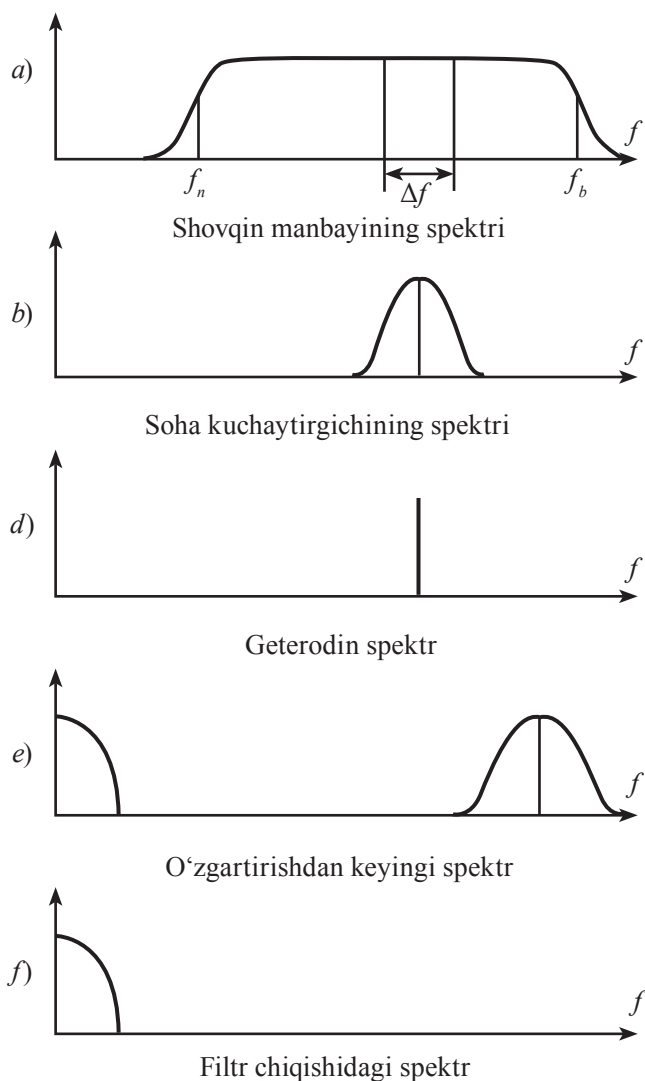 a)
f
fn
Δf
fb
Shovqin manbayining spektri
b)
f
Soha kuchaytirgichining spektri
d)
f
Geterodin spektr
e)
f
O‘zgartirishdan keyingi spektr
f)
f
Filtr chiqishidagi spektr